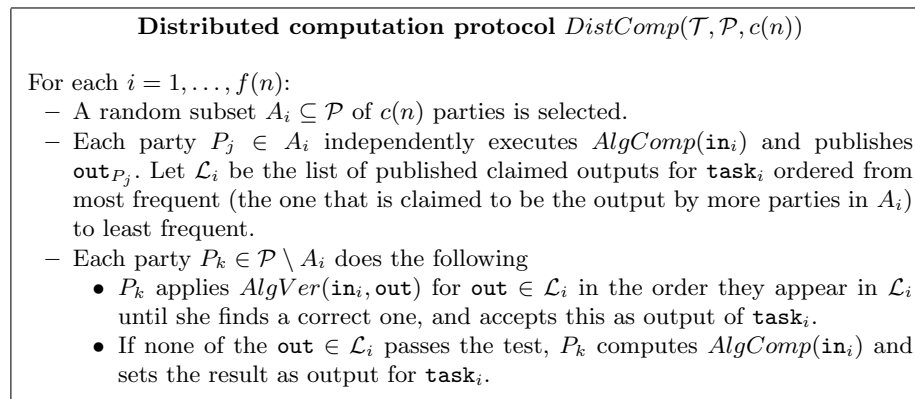 Distributed computation protocol DistComp(𝒯, 𝒫, c(n))
For each i = 1, . . . , f(n):
– A random subset A_i ⊆ 𝒫 of c(n) parties is selected.
– Each party P_j ∈ A_i independently executes AlgComp(in_i) and publishes
out_{P_j}. Let ℒ_i be the list of published claimed outputs for task_i ordered from
most frequent (the one that is claimed to be the output by more parties in A_i)
to least frequent.
– Each party P_k ∈ 𝒫 \ A_i does the following
• P_k applies AlgVer(in_i, out) for out ∈ ℒ_i in the order they appear in ℒ_i
until she finds a correct one, and accepts this as output of task_i.
• If none of the out ∈ ℒ_i passes the test, P_k computes AlgComp(in_i) and
sets the result as output for task_i.